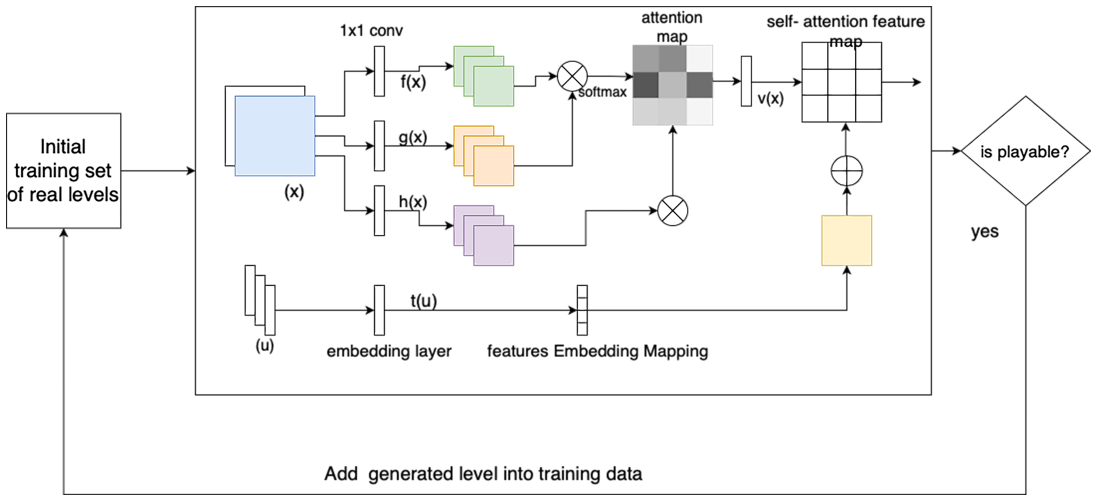 Initial
training set
of real levels
1x1 conv
(x)
f(x)
g(x)
h(x)
softmax
attention
map
v(x)
self- attention feature
map
(u)
t(u)
embedding layer
features Embedding Mapping
is playable?
yes
Add generated level into training data